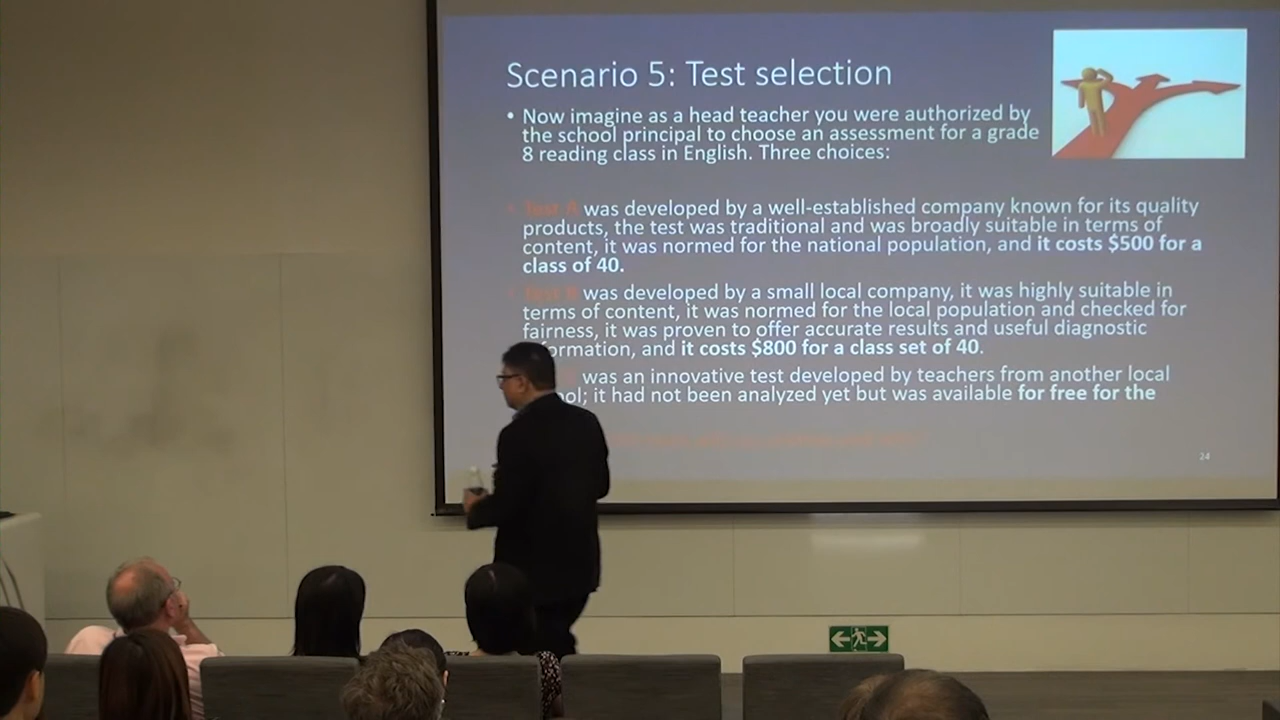 Scenario 5: Test selection
• Now imagine as a head teacher you were authorized by
the school principal to choose an assessment for a grade
8 reading class in English. Three choices:
• Test A was developed by a well-established company known for its quality
products, the test was traditional and was broadly suitable in terms of
content, it was normed for the national population, and it costs $500 for a
class of 40.
• Test B was developed by a small local company, it was highly suitable in
terms of content, it was normed for the local population and checked for
fairness, it was proven to offer accurate results and useful diagnostic
formation, and it costs $800 for a class set of 40.
was an innovative test developed by teachers from another local
ool; it had not been analyzed yet but was available for free for the
24